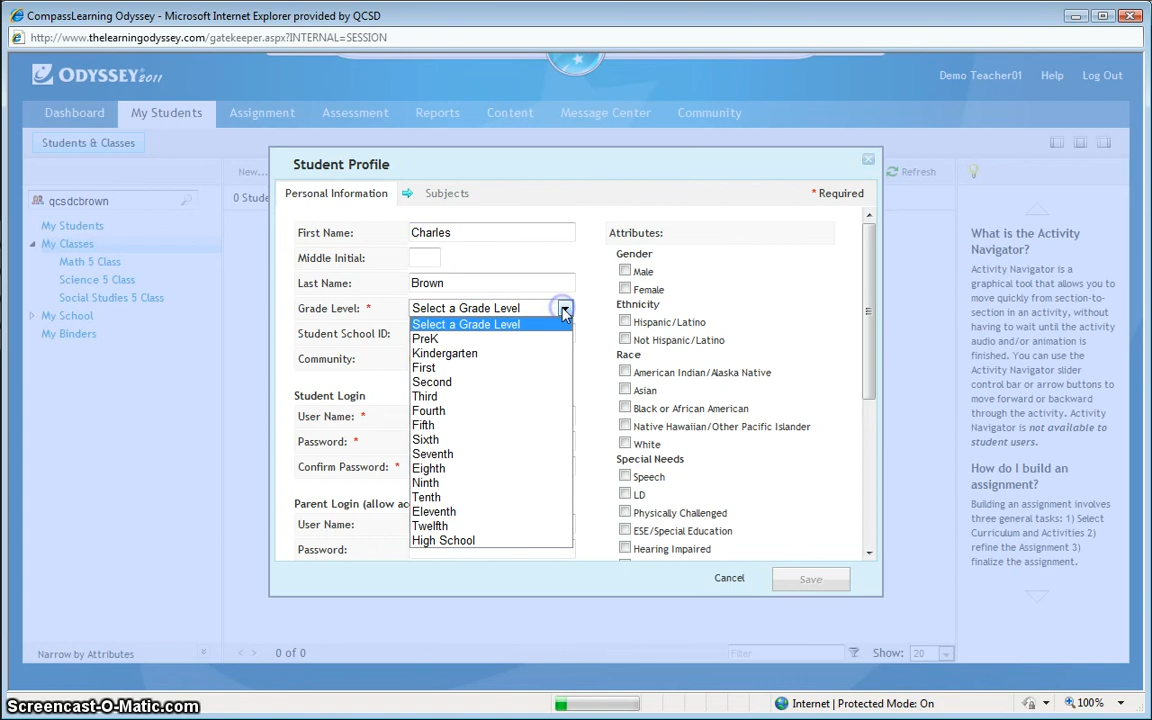 CompassLearning Odyssey - Microsoft Internet Explorer provided by QCSD
http://www.thelearningodyssey.com/gatekeeper.aspx?INTERNAL=SESSION
ODYSSEY 2011
Demo Teacher01 Help Log Out
Dashboard My Students Assignment Assessment Reports Content Message Center Community
Students & Classes
New...
Refresh
qcsdcbrown
0 Stude
My Students
My Classes
Math 5 Class
Science 5 Class
Social Studies 5 Class
My School
My Binders
Narrow by Attributes
Student Profile
Personal Information Subjects
* Required
First Name: Charles
Middle Initial:
Last Name: Brown
Grade Level: * Select a Grade Level
Select a Grade Level
PreK
Kindergarten
First
Second
Third
Fourth
Fifth
Sixth
Seventh
Eighth
Ninth
Tenth
Eleventh
Twelfth
High School
Student School ID:
Community:
Student Login
User Name: *
Password: *
Confirm Password: *
Parent Login (allow ac
User Name:
Password:
Attributes:
Gender
Male
Female
Ethnicity
Hispanic/Latino
Not Hispanic/Latino
Race
American Indian/Alaska Native
Asian
Black or African American
Native Hawaiian/Other Pacific Islander
White
Special Needs
Speech
LD
Physically Challenged
ESE/Special Education
Hearing Impaired
Cancel Save
0 of 0
Filter
Show: 20
What is the Activity
Navigator?
Activity Navigator is a
graphical tool that allows you to
move quickly from section-to-
section in an activity, without
having to wait until the
activity audio and/or animation is
finished. You can use the
Activity Navigator slider
control bar or arrow buttons to
move forward or backward
through the activity. Activity
Navigator is not available to
student users.
How do I build an
assignment?
Building an assignment involves
three general tasks: 1) Select
Curriculum and Activities 2)
refine the Assignment 3)
finalize the assignment.
Screencast-O-Matic.com
Internet | Protected Mode: On
100%